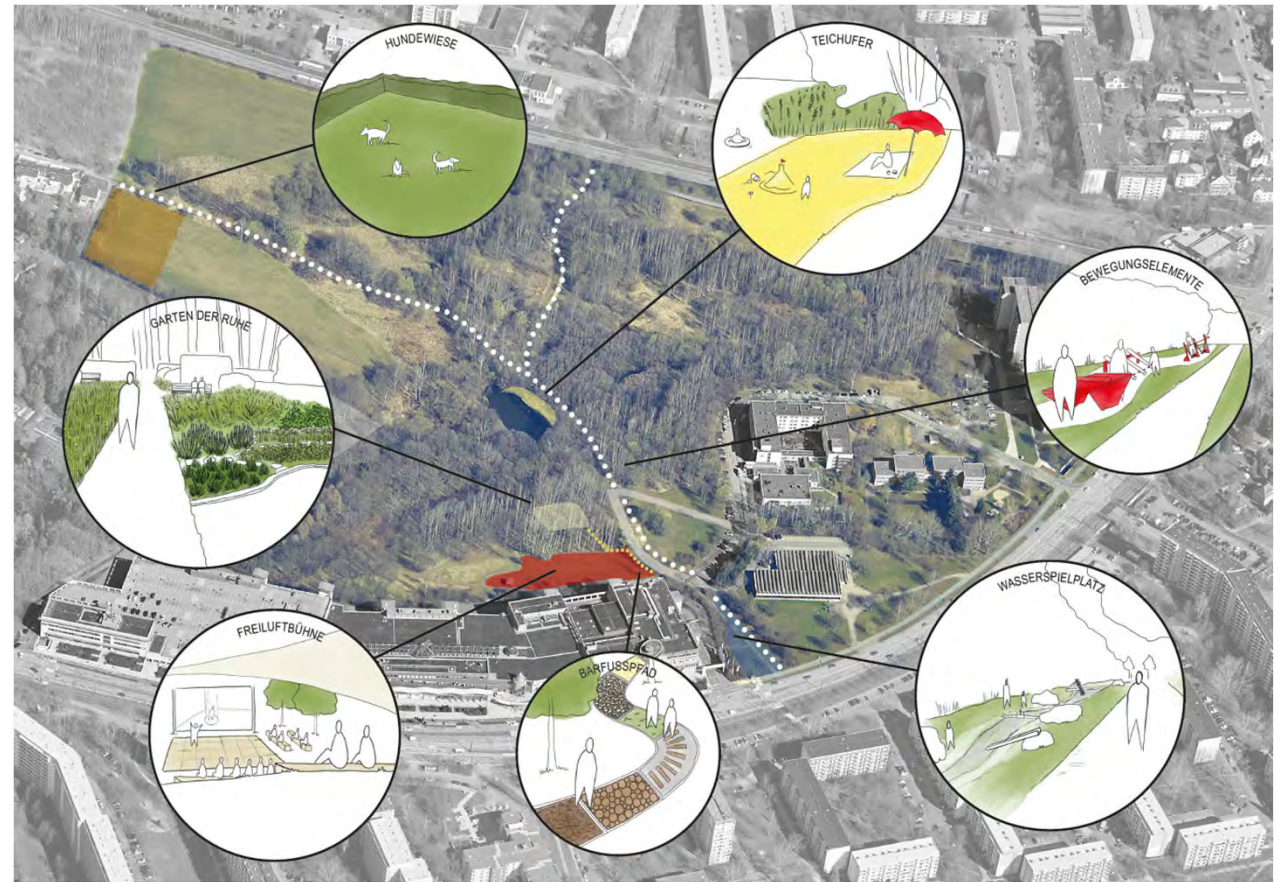 HUNDEWIESE
TEICHUFER
BEWEGUNGSELEMENTE
GARTEN DER RUHE
WASSERSPIELPLATZ
FREILUFTBÜHNE
BARFUSSPFAD